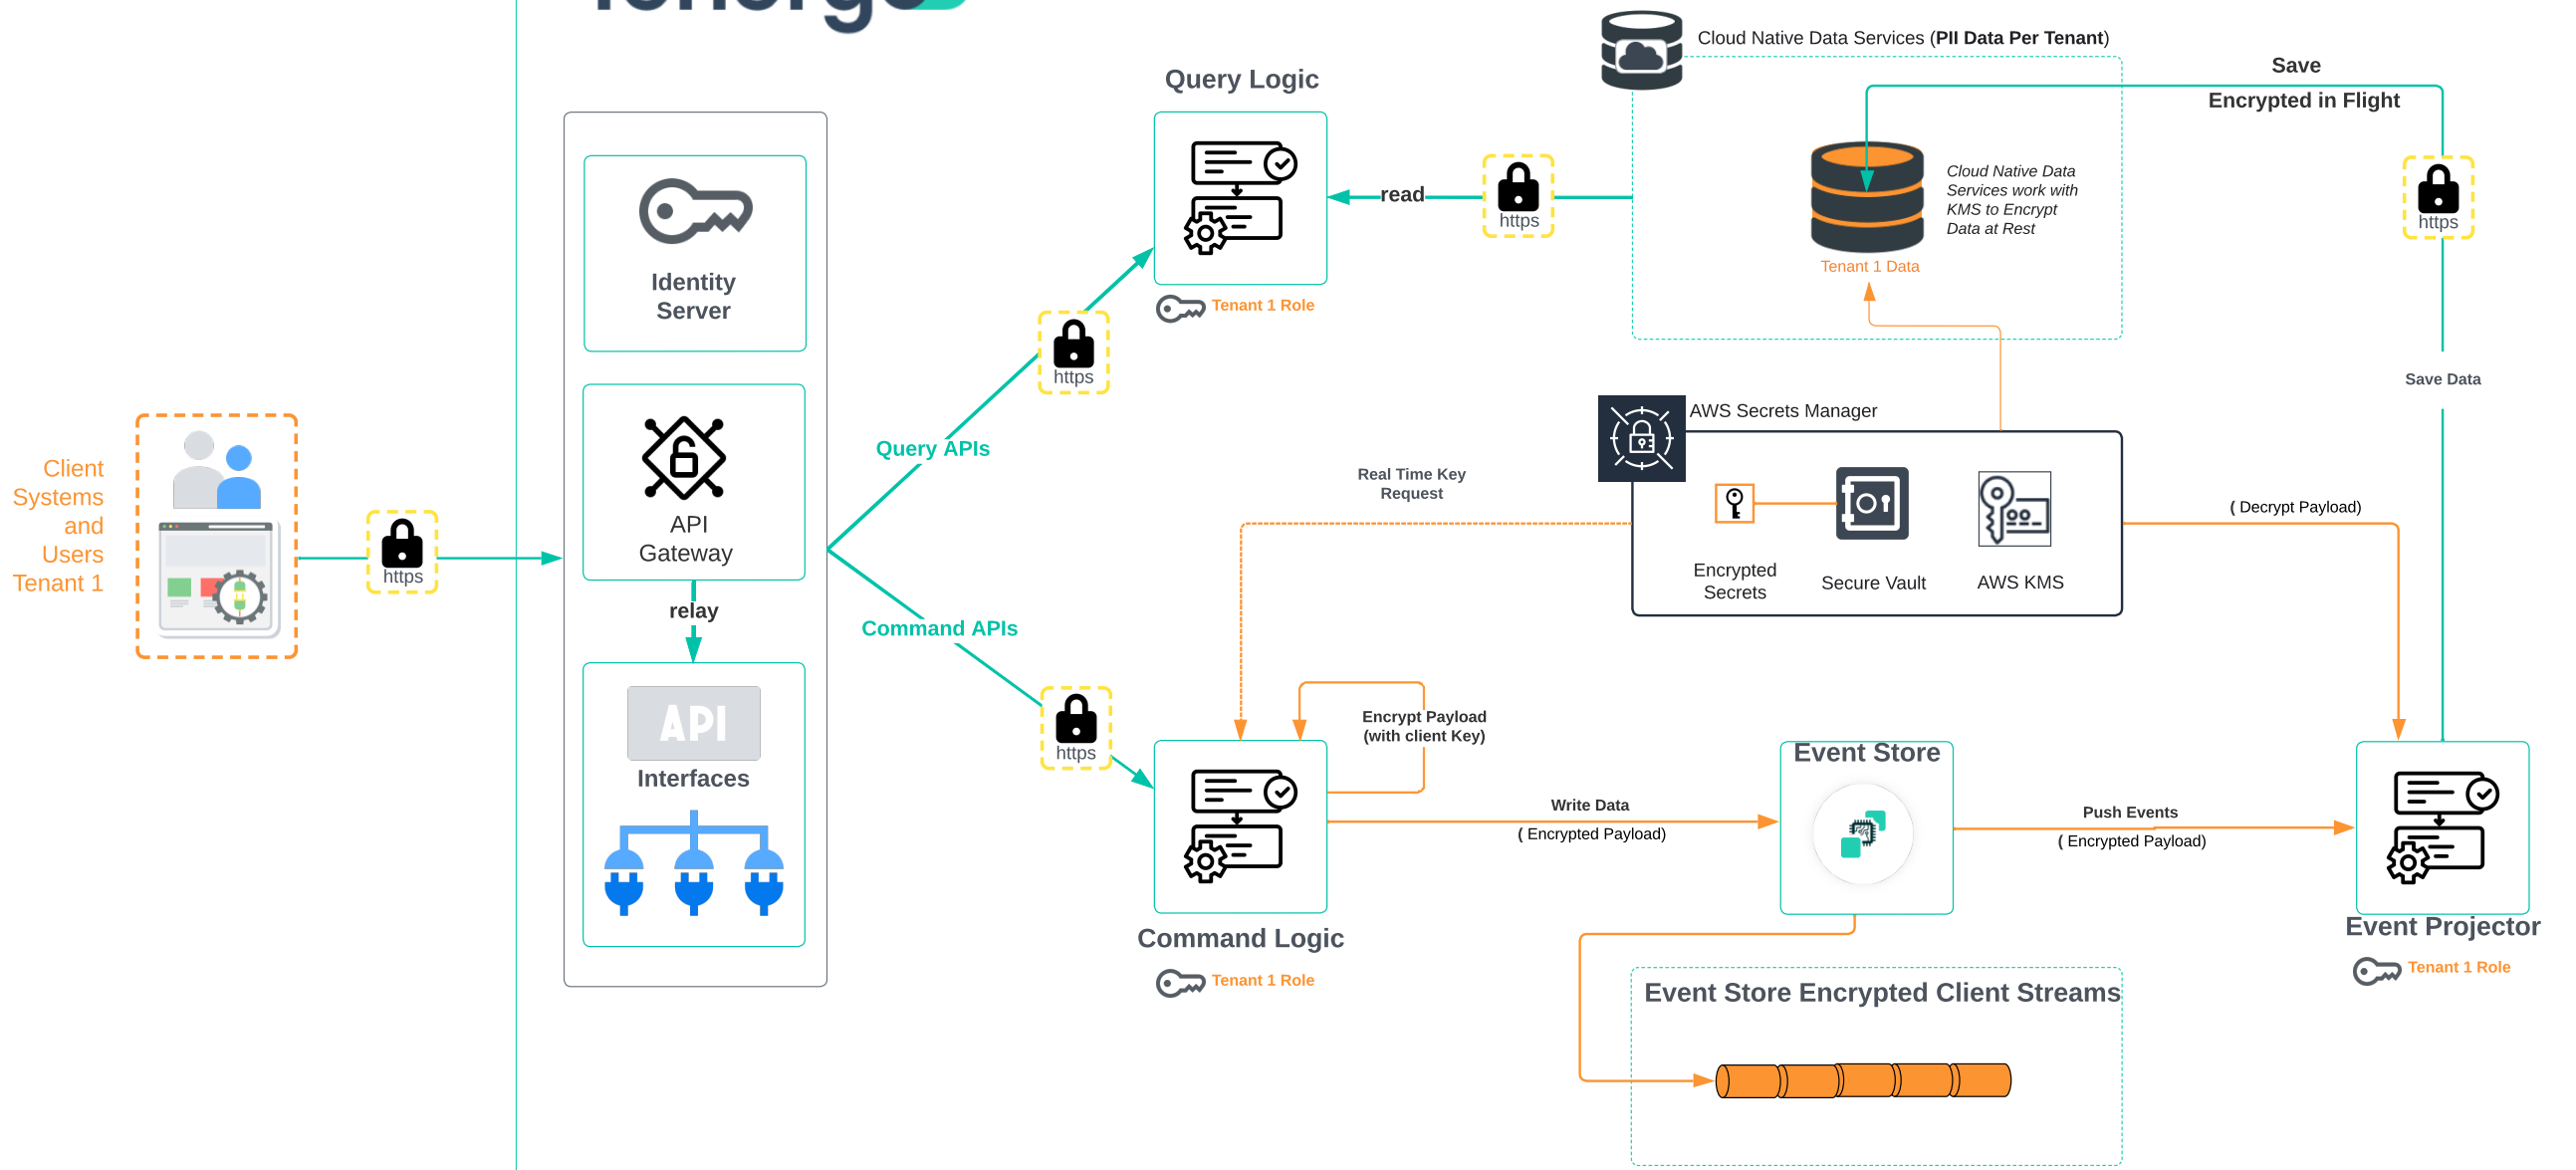 fenergo
Cloud Native Data Services (PII Data Per Tenant)
Save
Encrypted in Flight
Query Logic
read
https
https
Cloud Native Data
Services work with
KMS to Encrypt
Data at Rest
Tenant 1 Data
Tenant 1 Role
Identity
Server
https
Save Data
AWS Secrets Manager
Query APIs
Real Time Key
Request
Client
Systems
and
Users
Tenant 1
https
API
Gateway
( Decrypt Payload)
Encrypted
Secrets
Secure Vault
AWS KMS
relay
Command APIs
https
API
Interfaces
Encrypt Payload
(with client Key)
Event Store
Write Data
( Encrypted Payload)
Push Events
( Encrypted Payload)
Command Logic
Tenant 1 Role
Event Projector
Tenant 1 Role
Event Store Encrypted Client Streams